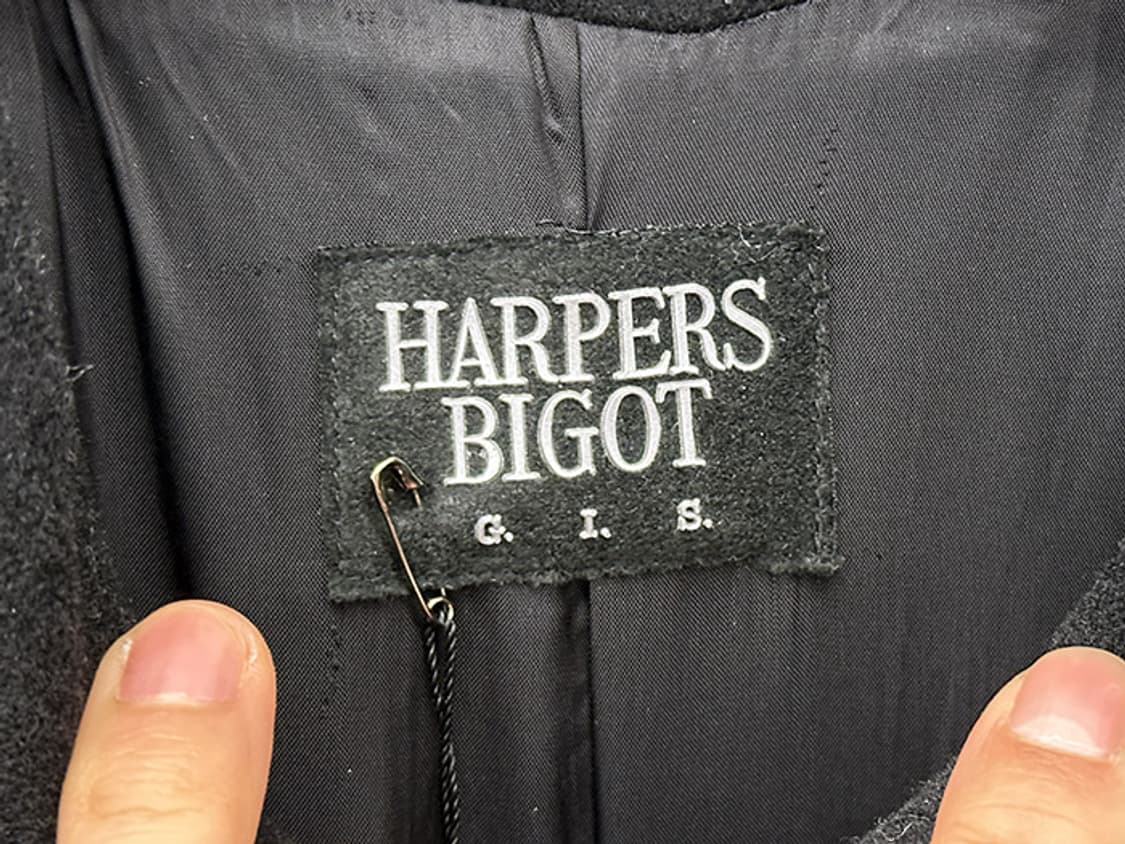 HARPERS
BIGOT
G. I. S.